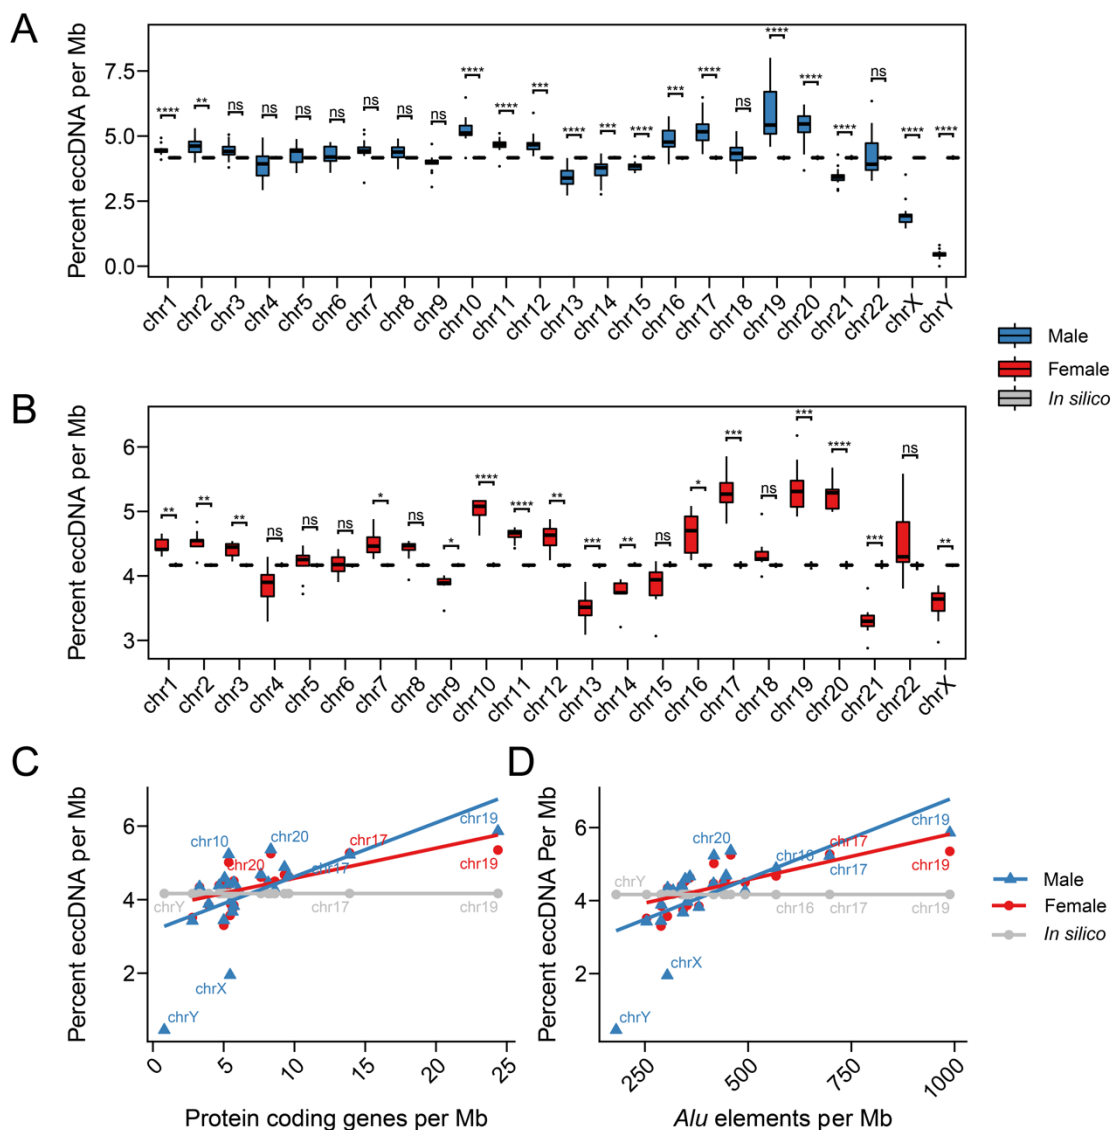 A
Percent eccDNA per Mb
7.5
5.0
2.5
0.0
**** ** ns ns ns ns ns ns ns **** **** *** **** *** **** *** **** ns **** **** **** ns **** ****
chr1 chr2 chr3 chr4 chr5 chr6 chr7 chr8 chr9 chr10 chr11 chr12 chr13 chr14 chr15 chr16 chr17 chr18 chr19 chr20 chr21 chr22 chrX chrY
Male
Female
In silico
B
Percent eccDNA per Mb
6
5
4
3
** ** ** ns ns ns * ns * **** **** ** *** ** ns * *** ns *** **** *** ns **
chr1 chr2 chr3 chr4 chr5 chr6 chr7 chr8 chr9 chr10 chr11 chr12 chr13 chr14 chr15 chr16 chr17 chr18 chr19 chr20 chr21 chr22 chrX
C
Percent eccDNA per Mb
6
4
2
chr10
chr20
chr17
chr19
chr20
chr17
chr19
chrY
chr17
chr19
chrX
chrY
0 5 10 15 20 25
Protein coding genes per Mb
D
Percent eccDNA per Mb
6
4
2
chr20
chr17
chr19
chr16
chr17
chr19
chrY
chr16
chr17
chr19
chrX
chrY
250 500 750 1000
Alu elements per Mb
Male
Female
In silico